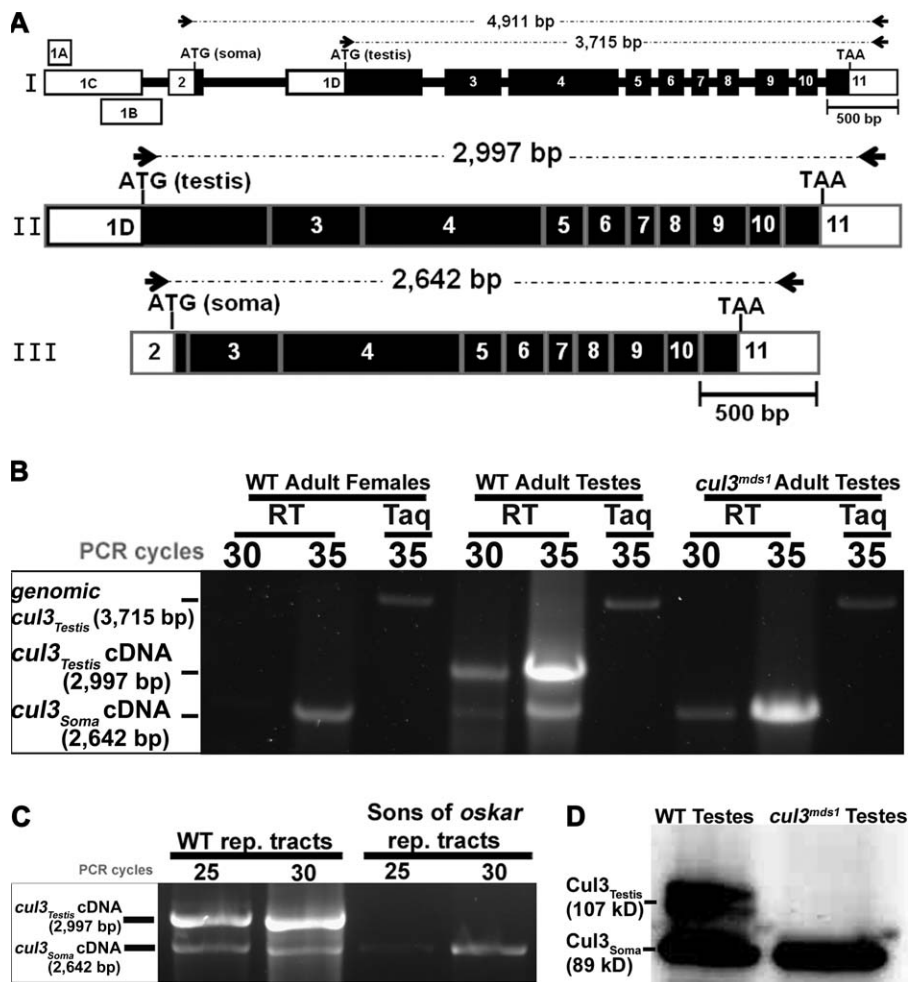 A
4,911 bp
3,715 bp
ATG (soma)
ATG (testis)
TAA
I
1A
1C
1B
2
1D
3
4
5
6
7
8
9
10
11
500 bp
2,997 bp
ATG (testis)
TAA
II
1D
3
4
5
6
7
8
9
10
11
2,642 bp
ATG (soma)
TAA
III
2
3
4
5
6
7
8
9
10
11
500 bp
B
WT Adult Females
WT Adult Testes
cul3mds1 Adult Testes
RT
Taq
RT
Taq
RT
Taq
PCR cycles
30
35
35
30
35
35
30
35
35
genomic
cul3Testis (3,715 bp)
cul3Testis cDNA
(2,997 bp)
cul3Soma cDNA
(2,642 bp)
C
WT rep. tracts
Sons of oskar
rep. tracts
PCR cycles
25
30
25
30
cul3Testis cDNA
(2,997 bp)
cul3Soma cDNA
(2,642 bp)
D
WT Testes
cul3mds1 Testes
Cul3Testis
(107 kD)
Cul3Soma
(89 kD)